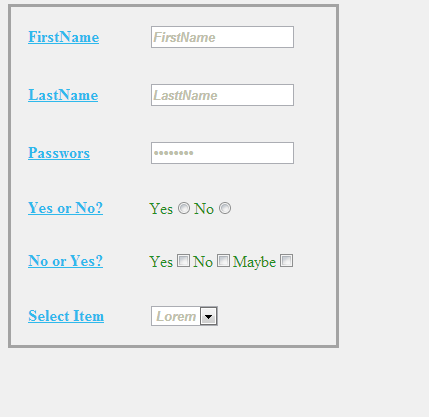 FirstName FirstName
LastName LasttName
Passwors ••••••••
Yes or No? Yes No
No or Yes? Yes No Maybe
Select Item Lorem